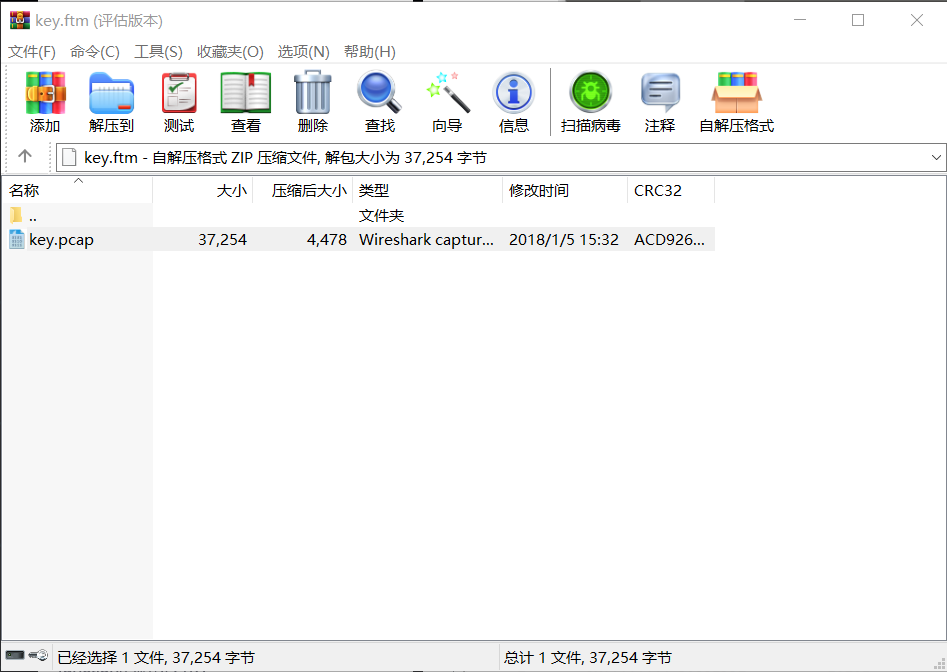 key.ftm (评估版本)
文件(F) 命令(C) 工具(S) 收藏夹(O) 选项(N) 帮助(H)
添加 解压到 测试 查看 删除 查找 向导 信息 扫描病毒 注释 自解压格式
key.ftm - 自解压格式 ZIP 压缩文件, 解包大小为 37,254 字节
名称 大小 压缩后大小 类型 修改时间 CRC32
.. 文件夹
key.pcap 37,254 4,478 Wireshark captur... 2018/1/5 15:32 ACD926...
已经选择 1 文件, 37,254 字节 总计 1 文件, 37,254 字节